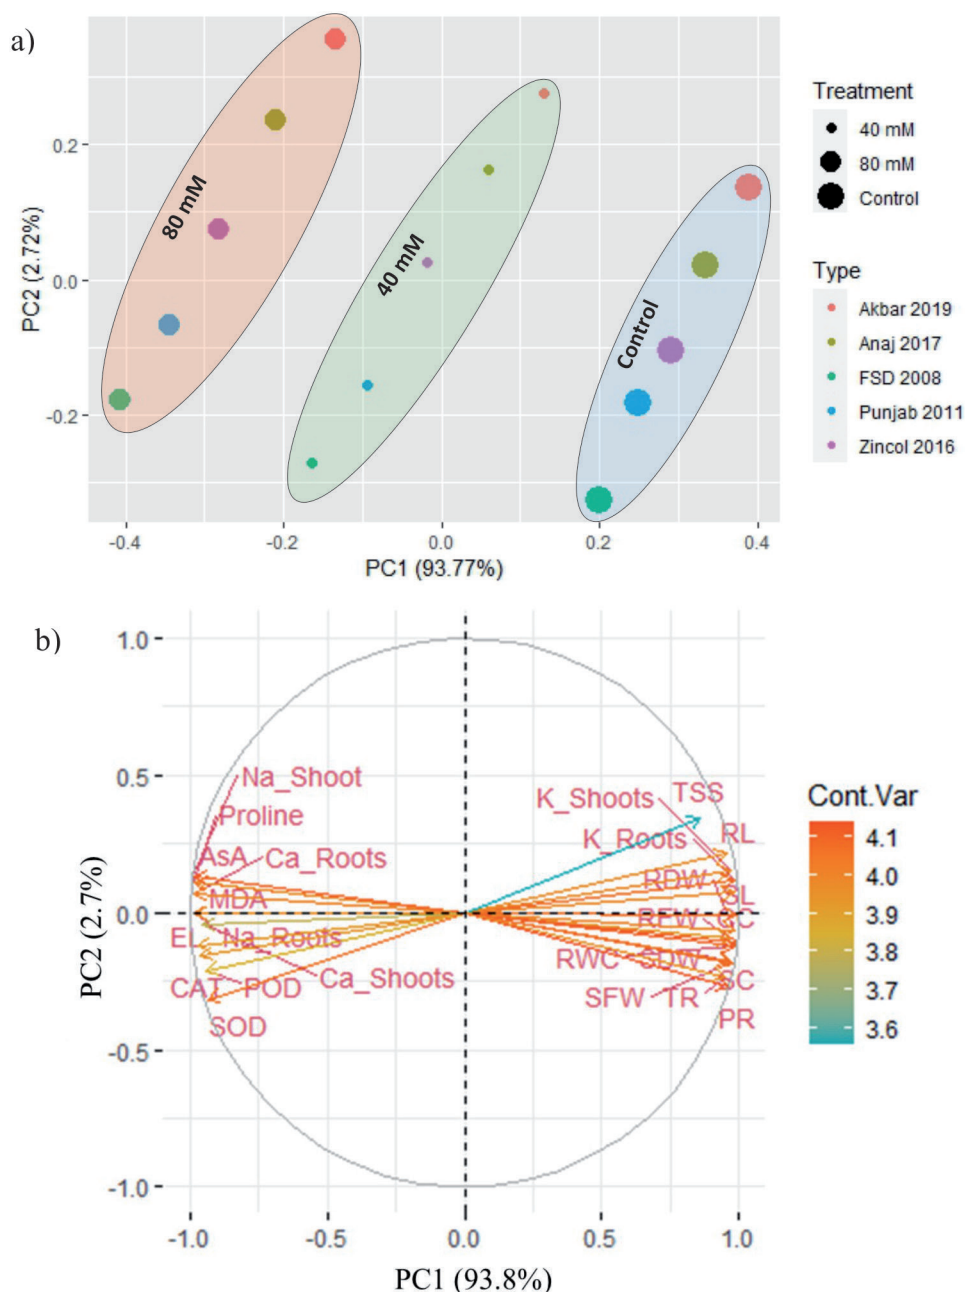 a)
PC2 (2.72%)
0.2
0.0
-0.2
80 mM
40 mM
Control
-0.4
-0.2
0.0
0.2
0.4
PC1 (93.77%)
Treatment
40 mM
80 mM
Control
Type
Akbar 2019
Anaj 2017
FSD 2008
Punjab 2011
Zincol 2016
b)
PC2 (2.7%)
1.0
0.5
0.0
-0.5
-1.0
Na_Shoot
Proline
AsA
Ca_Roots
MDA
EL
Na_Roots
CAT
POD
Ca_Shoots
SOD
K_Shoots
TSS
K_Roots
RL
RDW
SL
RFW
RWC
SC
SFW
TR
PR
-1.0
-0.5
0.0
0.5
1.0
PC1 (93.8%)
Cont.Var
4.1
4.0
3.9
3.8
3.7
3.6